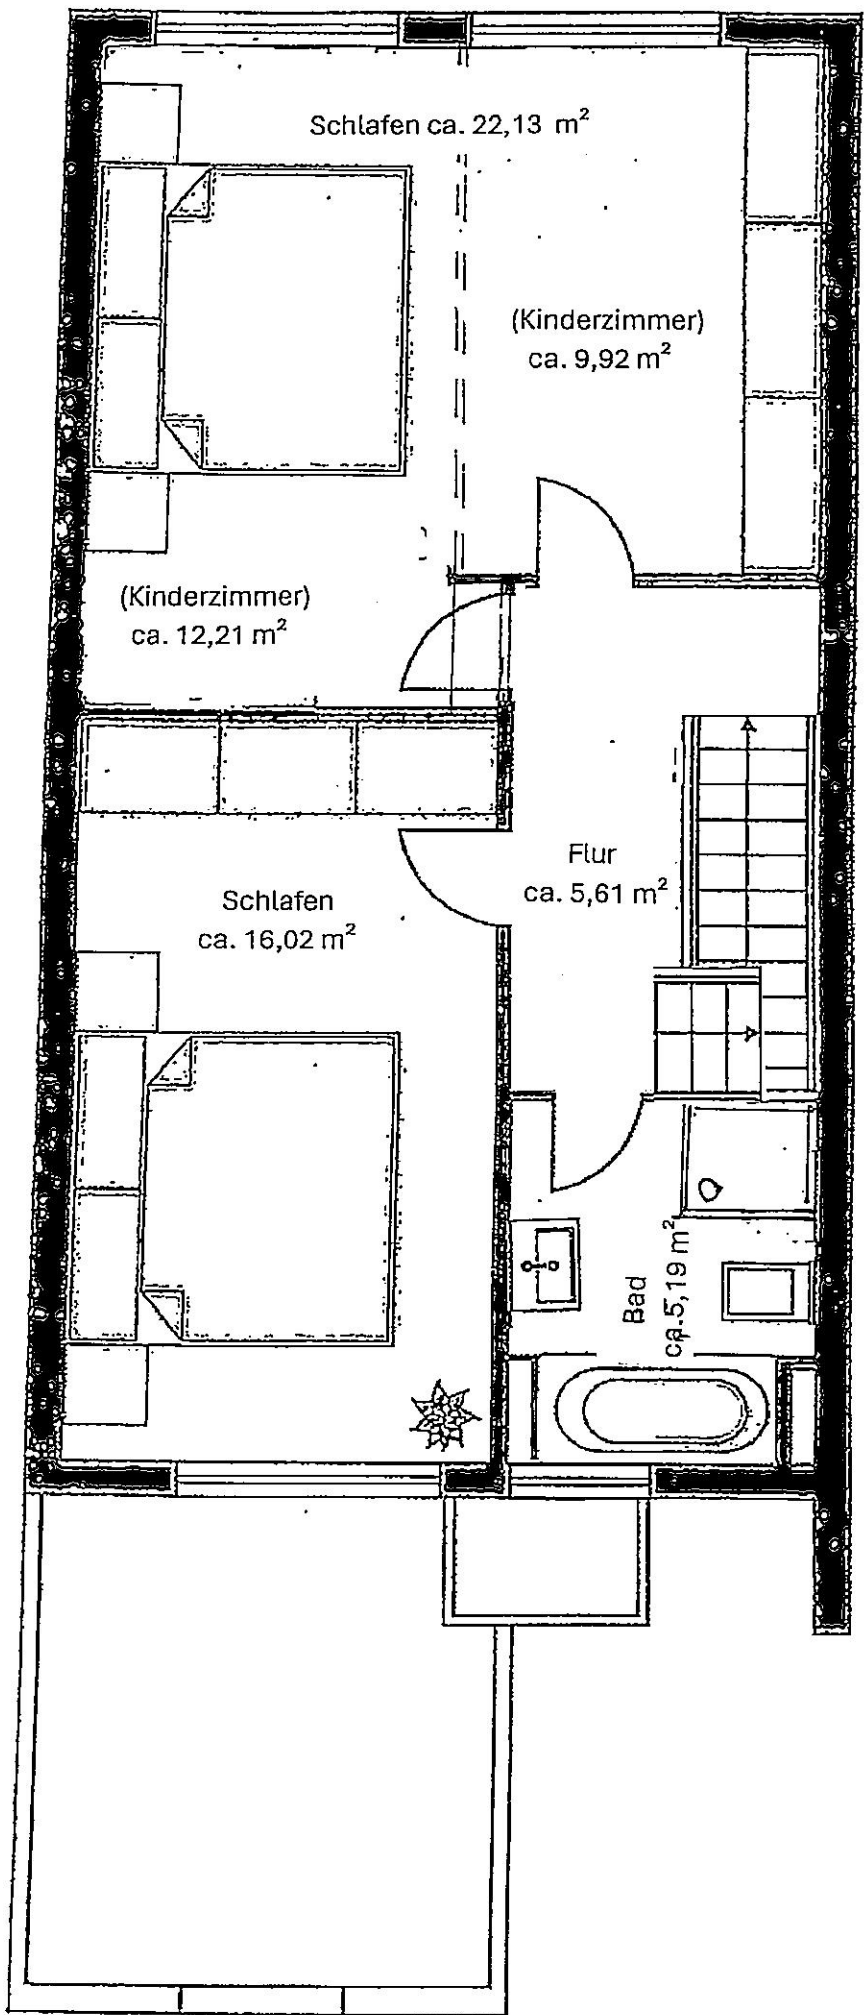 Schlafen ca. 22,13 m²
(Kinderzimmer)
ca. 9,92 m²
(Kinderzimmer)
ca. 12,21 m²
Schlafen
ca. 16,02 m²
Flur
ca. 5,61 m²
Bad
ca.5,19 m²